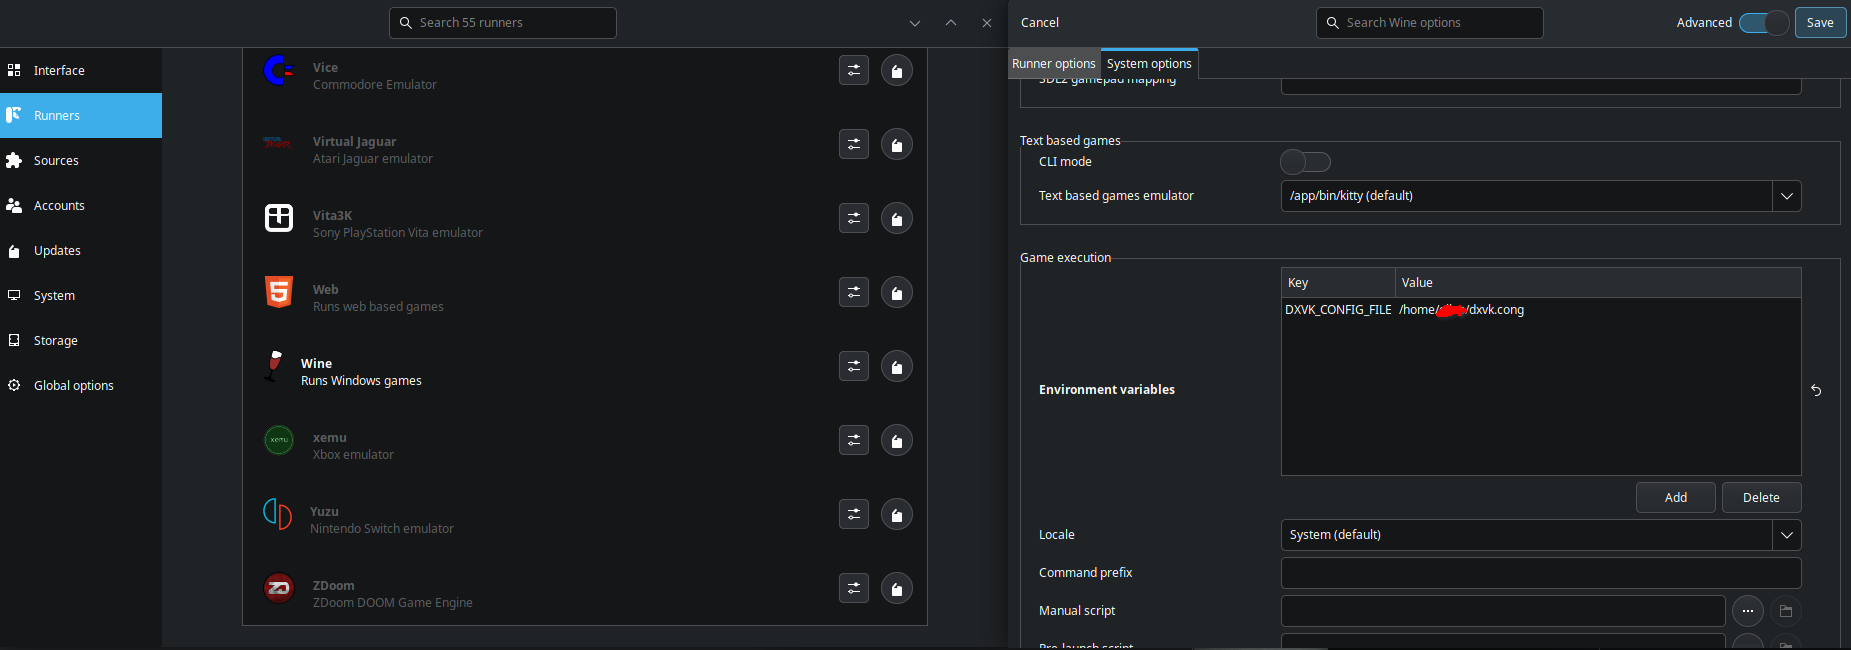 Search 55 runners
Interface
Runners
Sources
Accounts
Updates
System
Storage
Global options
Vice
Commodore Emulator
Virtual Jaguar
Atari Jaguar emulator
Vita3K
Sony PlayStation Vita emulator
Web
Runs web based games
Wine
Runs Windows games
xemu
xemu
Xbox emulator
Yuzu
Nintendo Switch emulator
ZDoom
ZDoom DOOM Game Engine
Cancel
Search Wine options
Advanced
Save
Runner options
System options
SDL2 gamepad mapping
Text based games
CLI mode
Text based games emulator
/app/bin/kitty (default)
Game execution
Key Value
DXVK_CONFIG_FILE /home/ /dxvk.cong
Environment variables
Add Delete
Locale System (default)
Command prefix
Manual script
Pre-launch script